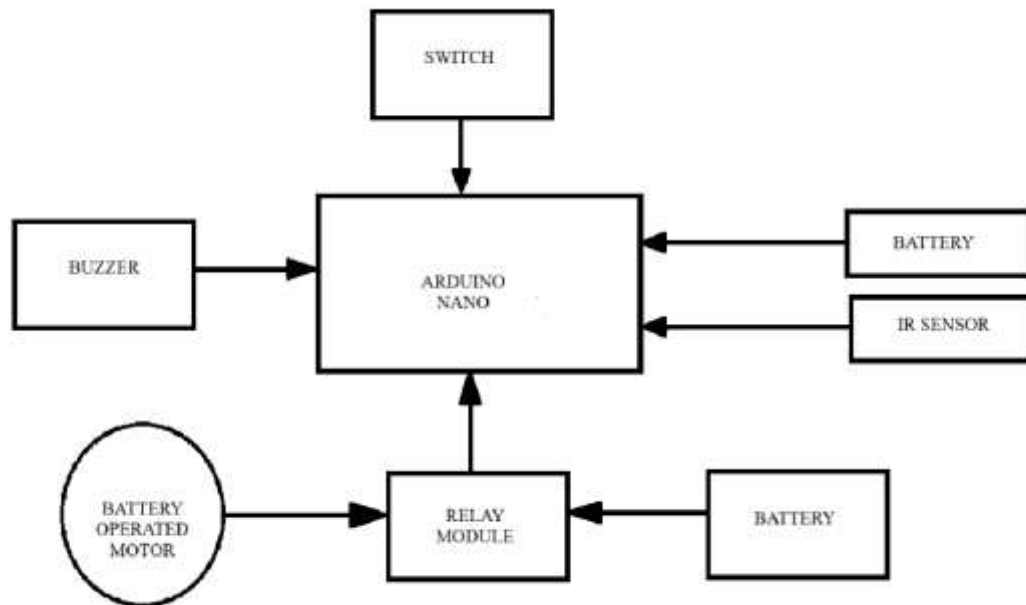 SWITCH
BUZZER
ARDUINO
NANO
BATTERY
IR SENSOR
BATTERY
OPERATED
MOTOR
RELAY
MODULE
BATTERY